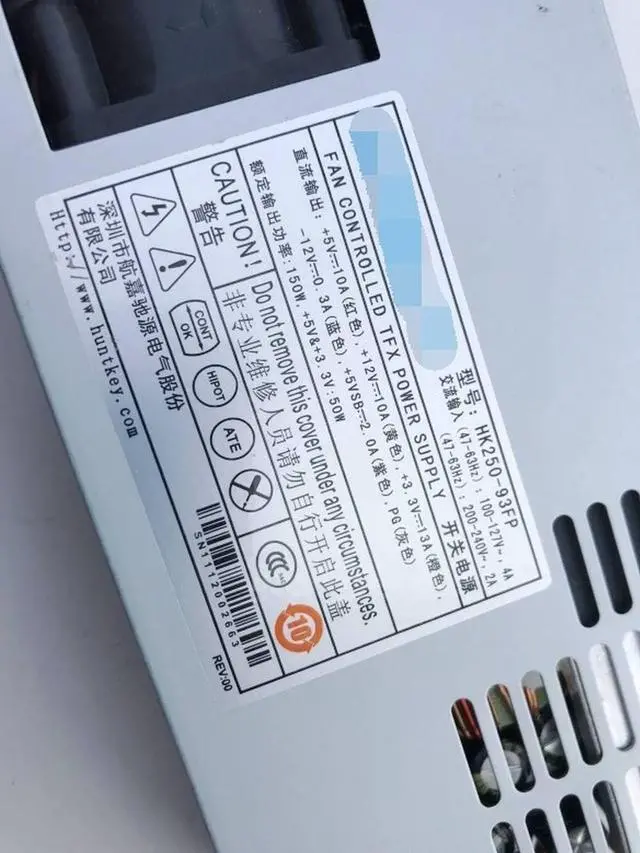 FAN CONTROLLED TFX POWER SUPPLY 开关电源
型号: HK250-93FP
交流输入 (47-63Hz): 100-127V~, 4A
(47-63Hz): 200-240V~, 2A
直流输出: +5V⎓10A(红色), +12V⎓10A(黄色), +3.3V⎓13A(橙色),
-12V⎓0.3A(蓝色), +5VSB⎓2.0A(紫色), PG(灰色)
额定输出功率: 150W +5V&+3.3V: 50W
CAUTION!
警告
Do not remove this cover under any circumstances.
非专业维修人员请勿自行开启此盖
CONT
OK
HIPOT
ATE
CCC
10
深圳市航嘉驰源电气股份
有限公司
Http://www.huntkey.com
SN1112002663
REV:00